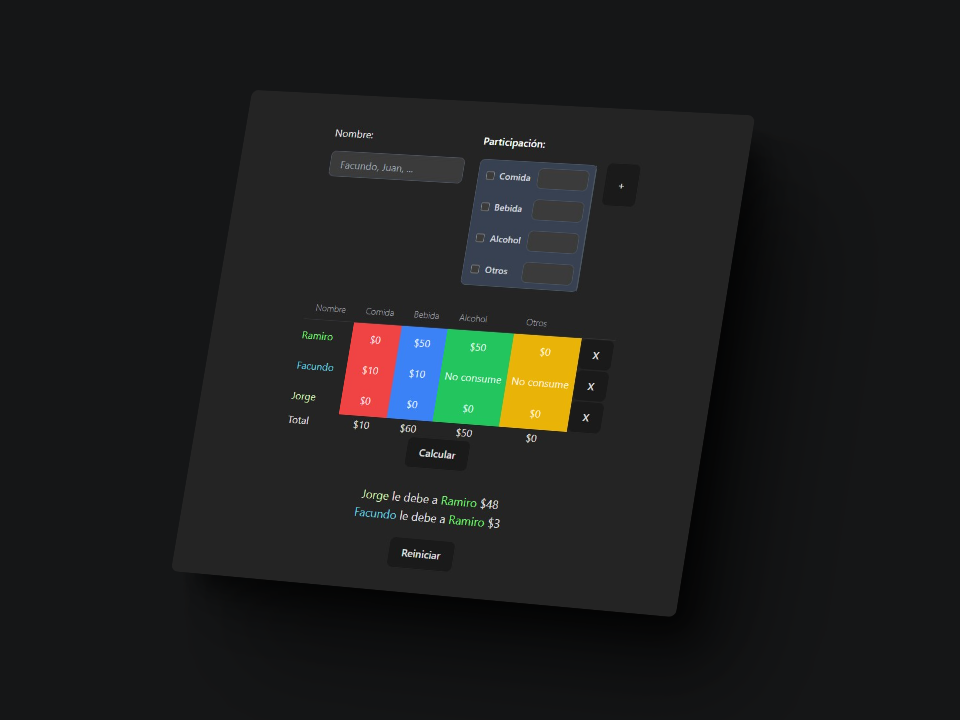 Nombre:
Participación:
Facundo, Juan, ...
Comida
+
Bebida
Alcohol
Otros
Nombre Comida Bebida Alcohol Otros
Ramiro $0 $50 $50 $0 X
Facundo $10 $10 No consume No consume X
Jorge $0 $0 $0 $0 X
Total $10 $60 $50 $0
Calcular
Jorge le debe a Ramiro $48
Facundo le debe a Ramiro $3
Reiniciar